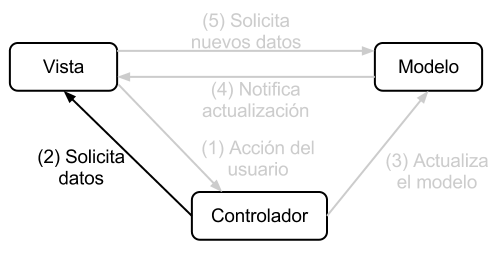 (5) Solicita
nuevos datos
Vista
Modelo
(4) Notifica
actualización
(2) Solicita
datos
(1) Acción del
usuario
(3) Actualiza
el modelo
Controlador